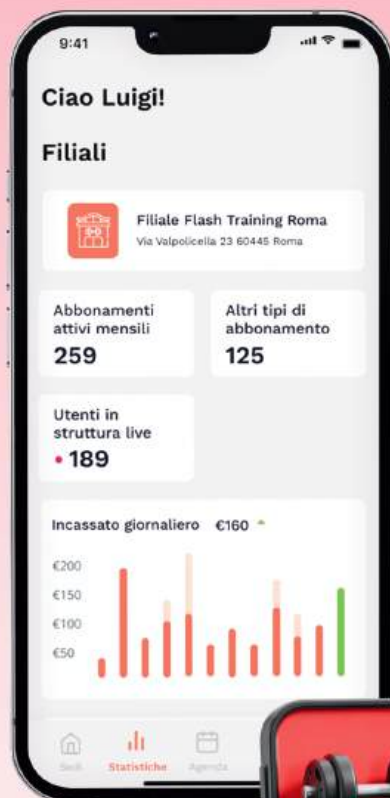 9:41
Ciao Luigi!
Filiali
Filiale Flash Training Roma
Via Valpolicella 23 60445 Roma
Abbonamenti
attivi mensili
259
Altri tipi di
abbonamento
125
Utenti in
struttura live
189
Incassato giornaliero €160
€200
€150
€100
€50
Sedi
Statistiche
Agenda